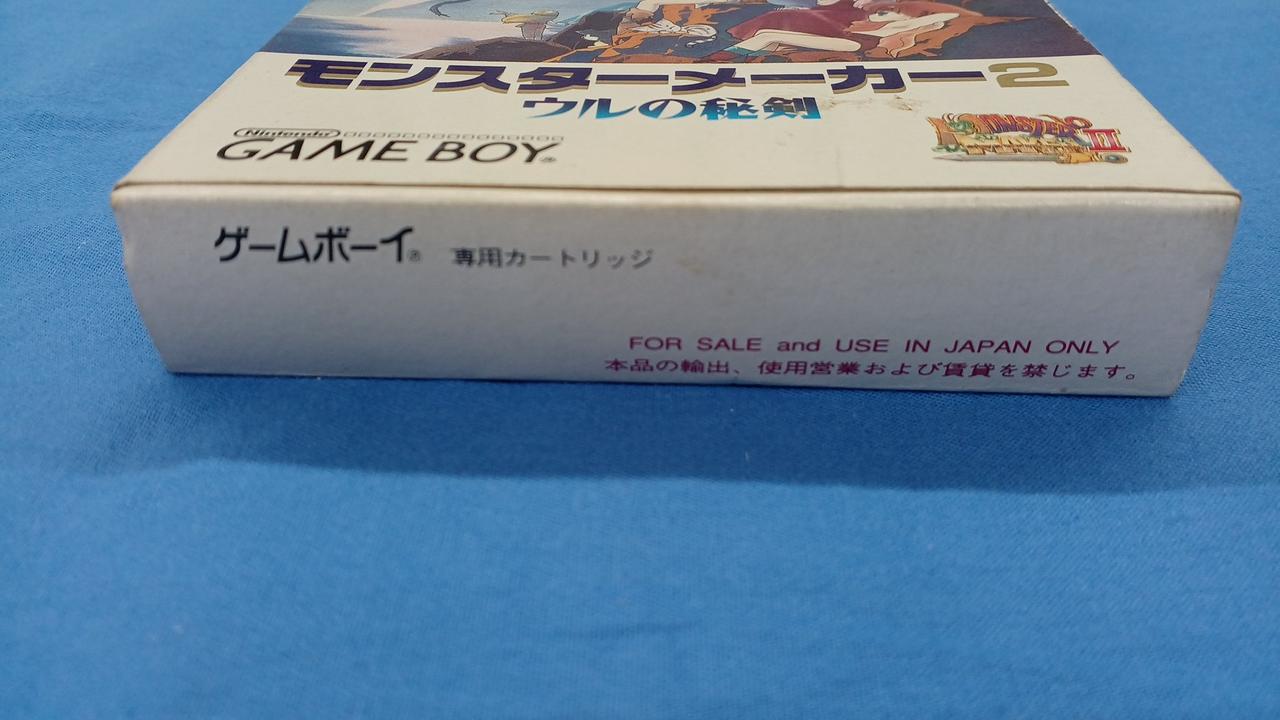 モンスターメーカー2
ウルの秘剣
Nintendo
GAME BOY®
MONSTER
II
ゲームボーイ® 専用カートリッジ
FOR SALE and USE IN JAPAN ONLY
本品の輸出、使用営業および賃貸を禁じます。